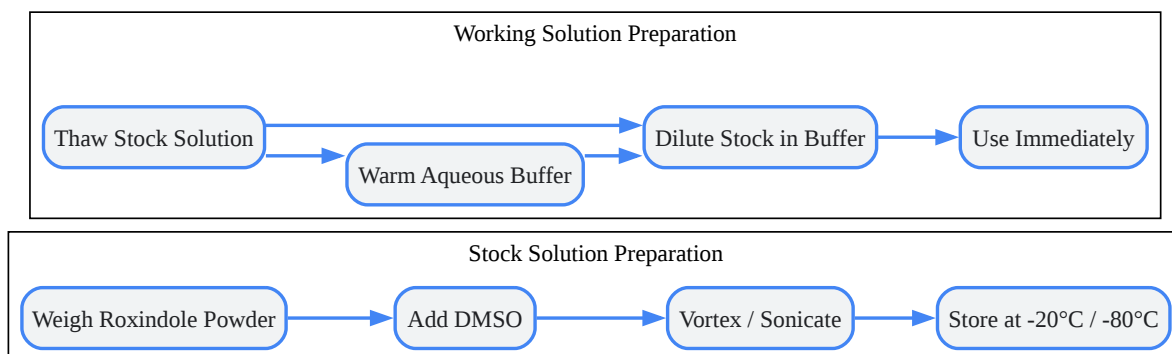 Working Solution Preparation
Thaw Stock Solution
Warm Aqueous Buffer
Dilute Stock in Buffer
Use Immediately
Stock Solution Preparation
Weigh Roxindole Powder
Add DMSO
Vortex / Sonicate
Store at -20°C / -80°C